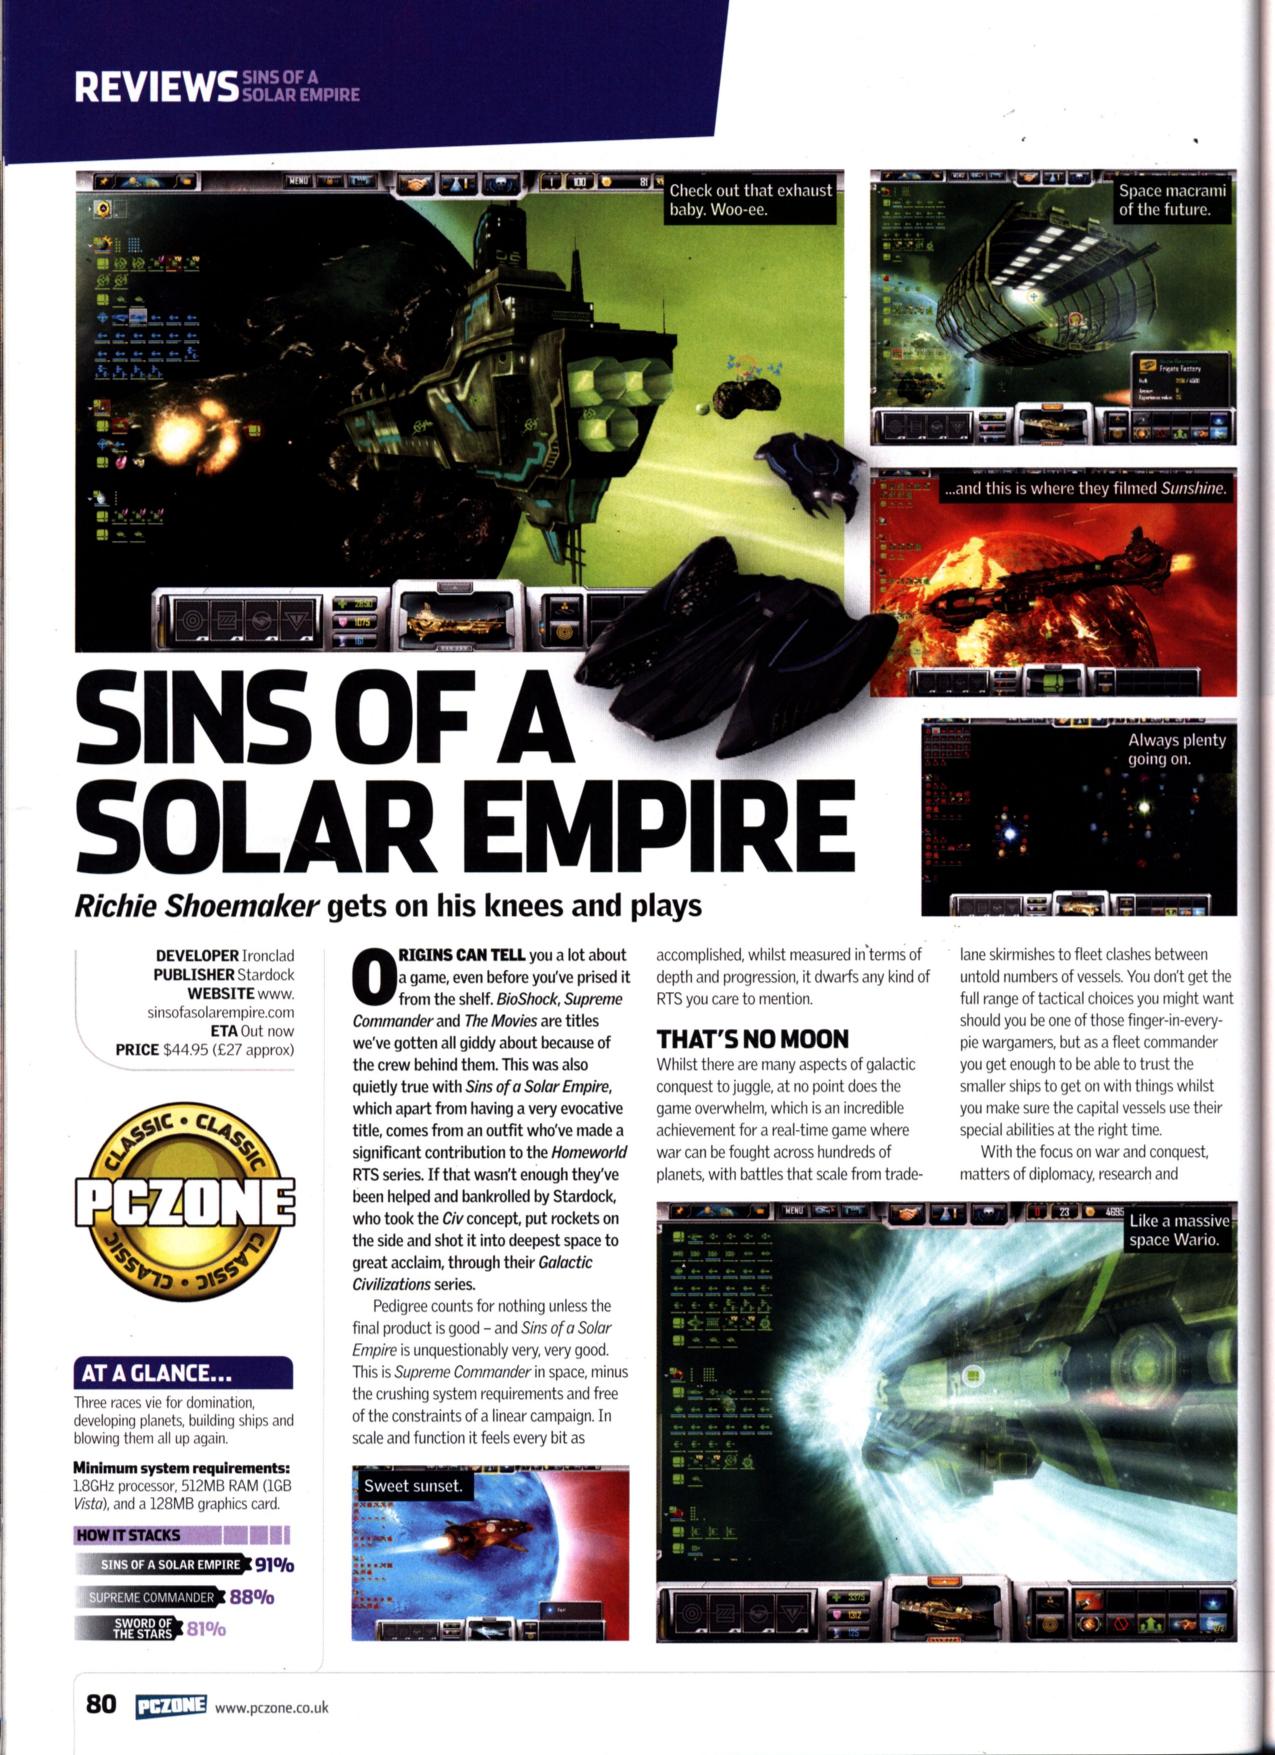 REVIEWS SINS OF A
SOLAR EMPIRE
MENU
100
81
Check out that exhaust
baby. Woo-ee.
Space macrami
of the future.
Frigate Factory
...and this is where they filmed Sunshine.
Always plenty
going on.
2850
1075
161
SINS OF A
SOLAR EMPIRE
Richie Shoemaker gets on his knees and plays
DEVELOPER Ironclad
PUBLISHER Stardock
WEBSITE www.
sinsofasolarempire.com
ETA Out now
PRICE $44.95 (£27 approx)
CLASSIC • CLASSIC
PCZONE
CLASSIC • CLASSIC
AT A GLANCE...
Three races vie for domination,
developing planets, building ships and
blowing them all up again.
Minimum system requirements:
1.8GHz processor, 512MB RAM (1GB
Vista), and a 128MB graphics card.
HOW IT STACKS
SINS OF A SOLAR EMPIRE 91%
SUPREME COMMANDER 88%
SWORD OF
THE STARS 81%
ORIGINS CAN TELL you a lot about
a game, even before you've prised it
from the shelf. BioShock, Supreme
Commander and The Movies are titles
we've gotten all giddy about because of
the crew behind them. This was also
quietly true with Sins of a Solar Empire,
which apart from having a very evocative
title, comes from an outfit who've made a
significant contribution to the Homeworld
RTS series. If that wasn't enough they've
been helped and bankrolled by Stardock,
who took the Civ concept, put rockets on
the side and shot it into deepest space to
great acclaim, through their Galactic
Civilizations series.
Pedigree counts for nothing unless the
final product is good – and Sins of a Solar
Empire is unquestionably very, very good.
This is Supreme Commander in space, minus
the crushing system requirements and free
of the constraints of a linear campaign. In
scale and function it feels every bit as
Sweet sunset.
accomplished, whilst measured in terms of
depth and progression, it dwarfs any kind of
RTS you care to mention.
THAT'S NO MOON
Whilst there are many aspects of galactic
conquest to juggle, at no point does the
game overwhelm, which is an incredible
achievement for a real-time game where
war can be fought across hundreds of
planets, with battles that scale from trade-
lane skirmishes to fleet clashes between
untold numbers of vessels. You don't get the
full range of tactical choices you might want
should you be one of those finger-in-every-
pie wargamers, but as a fleet commander
you get enough to be able to trust the
smaller ships to get on with things whilst
you make sure the capital vessels use their
special abilities at the right time.
With the focus on war and conquest,
matters of diplomacy, research and
MENU
23
4695
Like a massive
space Wario.
3375
1312
125
80 PCZONE www.pczone.co.uk